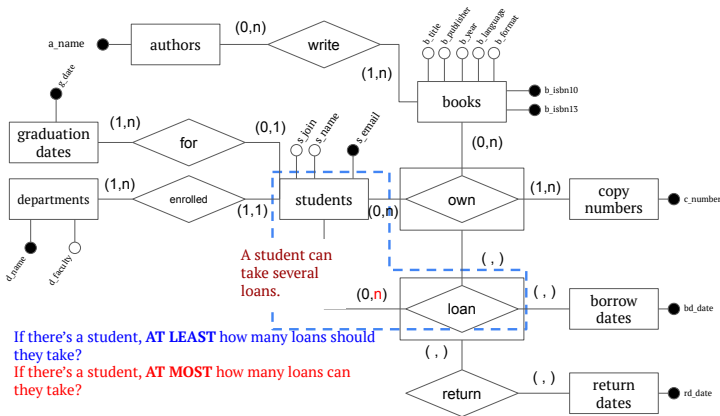 a_name
authors
(0,n)
write
(1,n)
b_title
b_publisher
b_year
b_language
b_format
books
b_isbn10
b_isbn13
(0,n)
g_date
graduation
dates
(1,n)
for
(0,1)
s_join
s_name
s_email
departments
(1,n)
enrolled
(1,1)
students
(0,n)
own
(1,n)
copy
numbers
c_number
d_name
d_faculty
A student can
take several
loans.
( , )
(0,n)
loan
( , )
borrow
dates
bd_date
If there's a student, AT LEAST how many loans should
they take?
If there's a student, AT MOST how many loans can
they take?
( , )
return
( , )
return
dates
rd_date